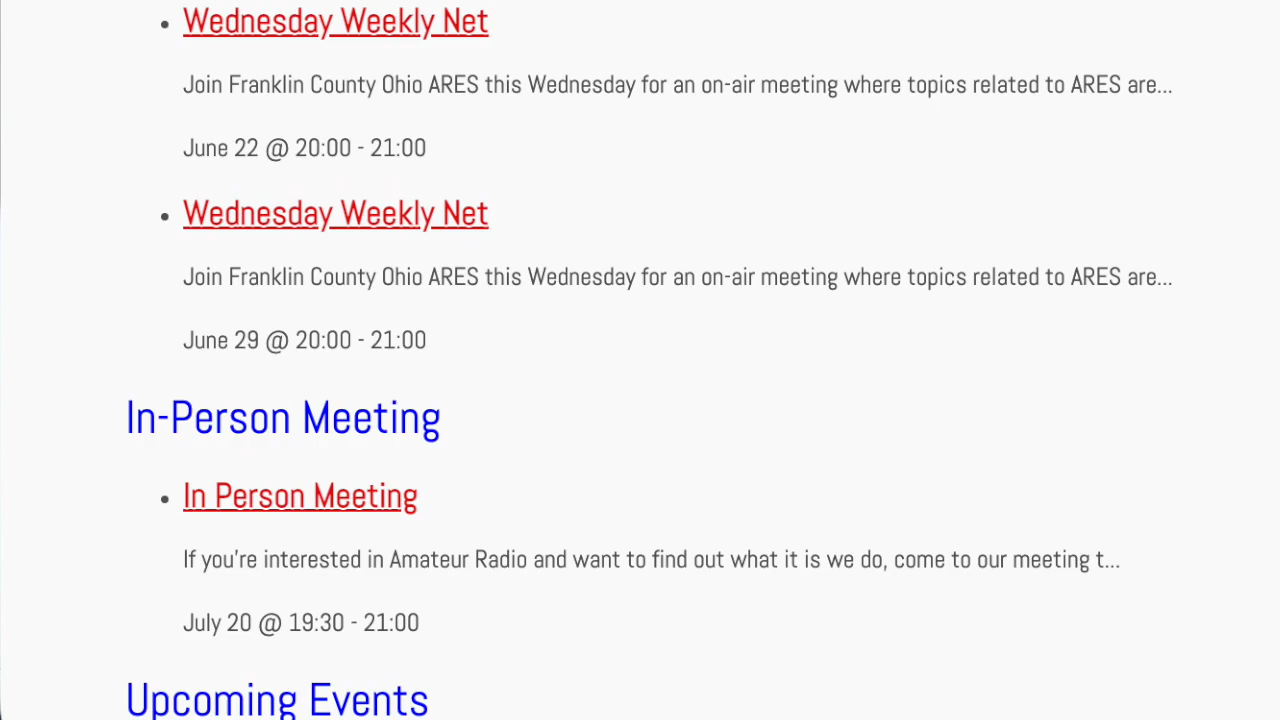 Wednesday Weekly Net
Join Franklin County Ohio ARES this Wednesday for an on-air meeting where topics related to ARES are...
June 22 @ 20:00 - 21:00
Wednesday Weekly Net
Join Franklin County Ohio ARES this Wednesday for an on-air meeting where topics related to ARES are...
June 29 @ 20:00 - 21:00
In-Person Meeting
In Person Meeting
If you’re interested in Amateur Radio and want to find out what it is we do, come to our meeting t...
July 20 @ 19:30 - 21:00
Upcoming Events